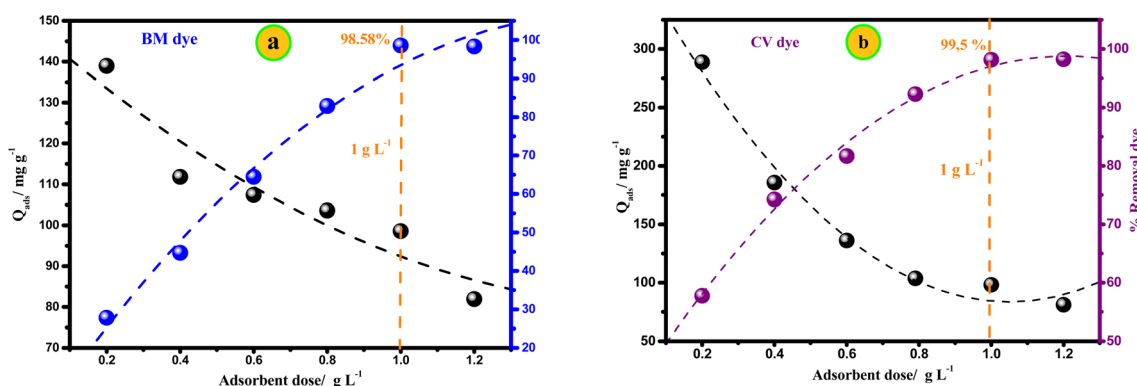 150
140
130
120
110
100
90
80
70
Q_ads/ mg g⁻¹
BM dye
a
98.58%
1 g L⁻¹
100
90
80
70
60
50
40
30
20
0.2 0.4 0.6 0.8 1.0 1.2
Adsorbent dose/ g L⁻¹
300
250
200
150
100
50
Q_ads/ mg g⁻¹
CV dye
b
99,5 %
1 g L⁻¹
100
90
80
70
60
50
% Removal dye
0.2 0.4 0.6 0.8 1.0 1.2
Adsorbent dose/ g L⁻¹